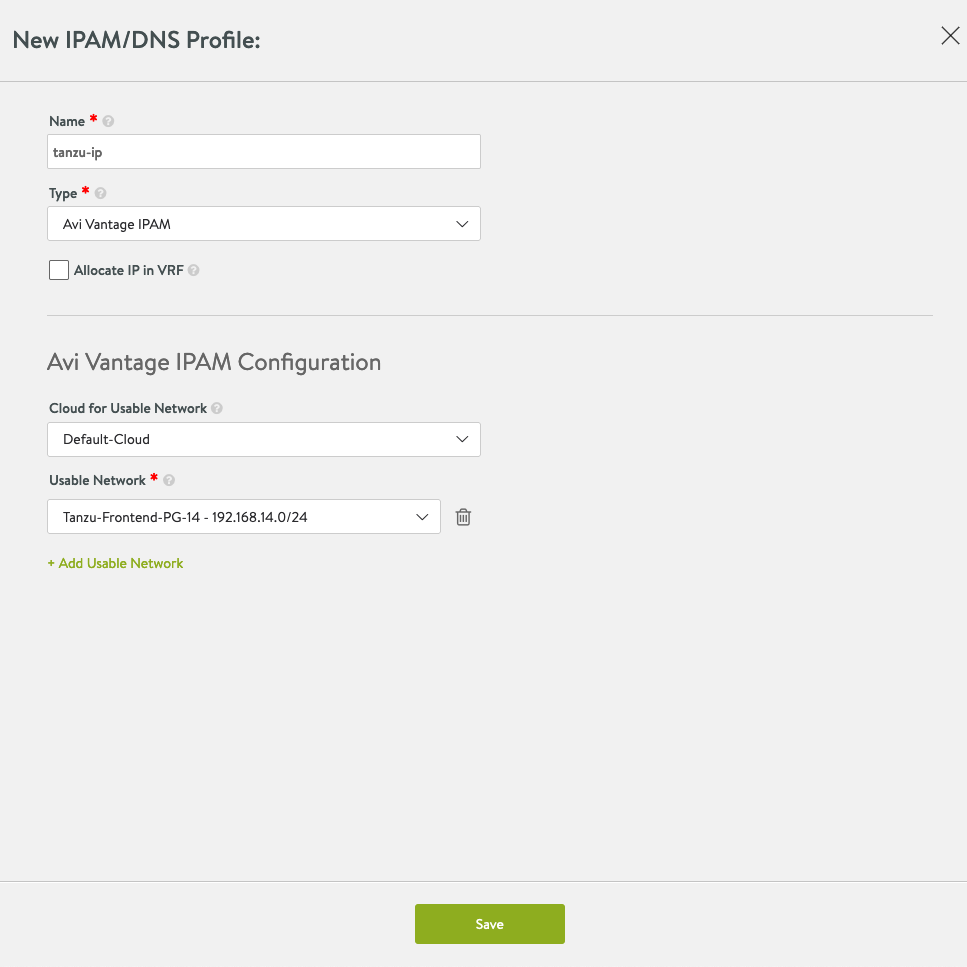 New IPAM/DNS Profile:
Name *
tanzu-ip
Type *
Avi Vantage IPAM
Allocate IP in VRF
Avi Vantage IPAM Configuration
Cloud for Usable Network
Default-Cloud
Usable Network *
Tanzu-Frontend-PG-14 - 192.168.14.0/24
+ Add Usable Network
Save